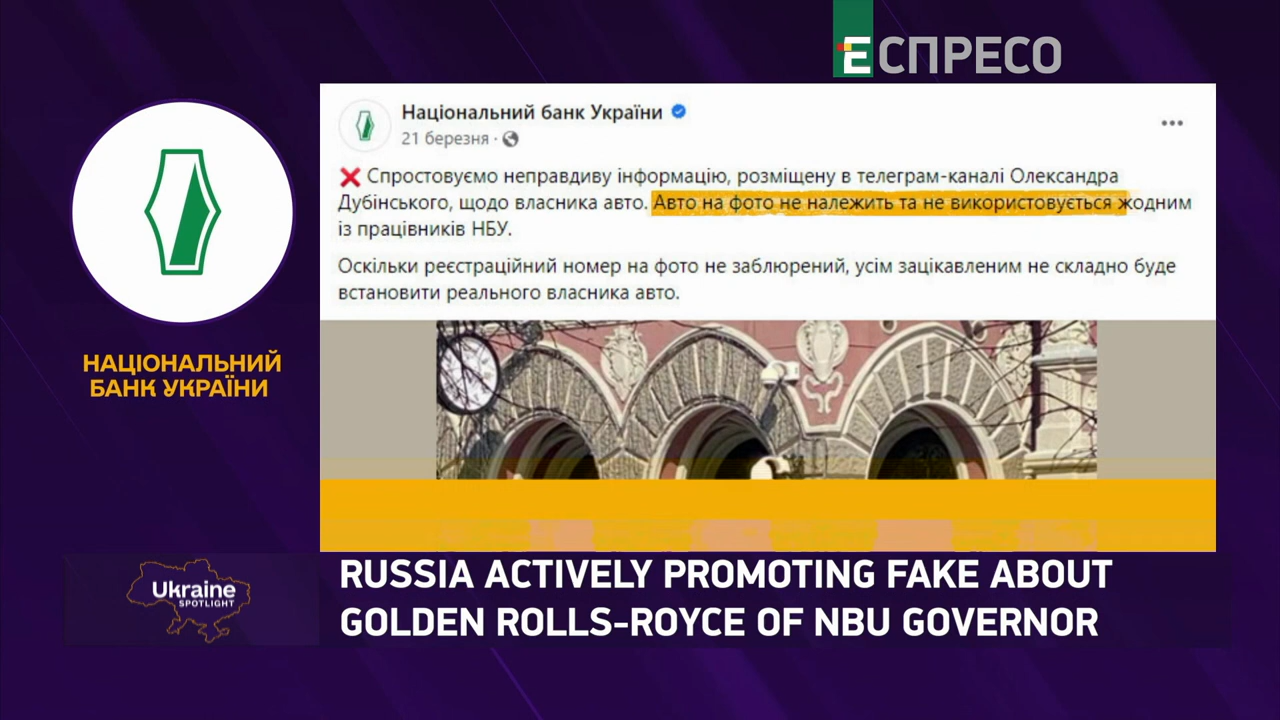 ЕСПРЕСО
Національний банк України
21 березня ·
❌ Спростовуємо неправдиву інформацію, розміщену в телеграм-каналі Олександра
Дубінського, щодо власника авто. Авто на фото не належить та не використовується жодним
із працівників НБУ.
Оскільки реєстраційний номер на фото не заблюрений, усім зацікавленим не складно буде
встановити реального власника авто.
НАЦІОНАЛЬНИЙ
БАНК УКРАЇНИ
Ukraine
SPOTLIGHT
RUSSIA ACTIVELY PROMOTING FAKE ABOUT
GOLDEN ROLLS-ROYCE OF NBU GOVERNOR